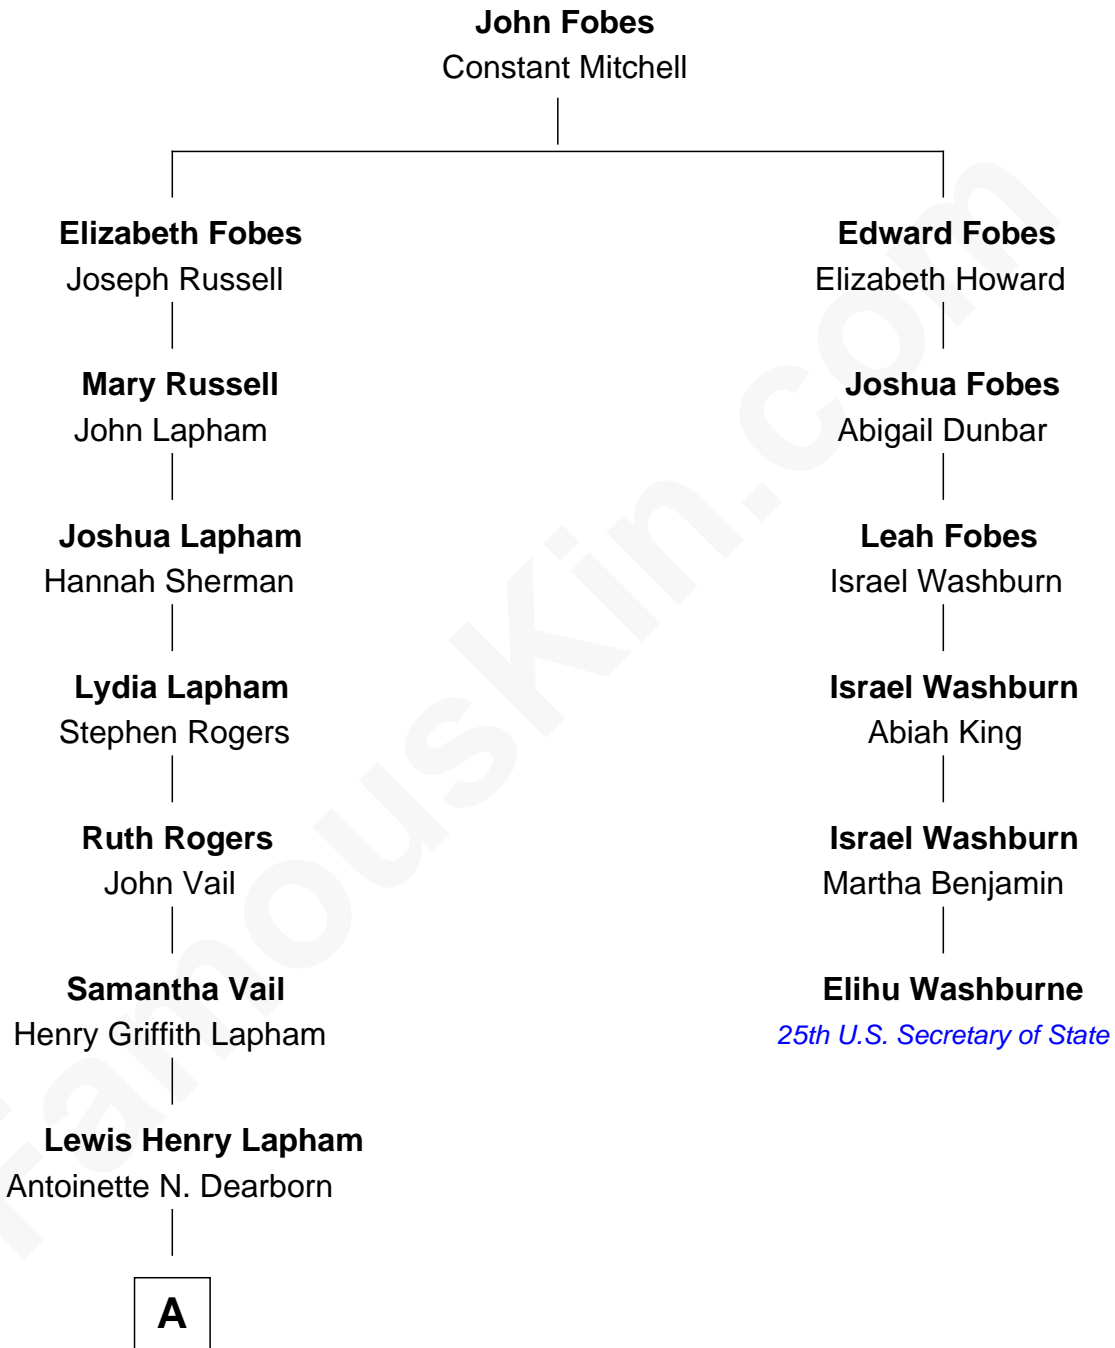 John Fobes
Constant Mitchell
Elizabeth Fobes
Joseph Russell
Edward Fobes
Elizabeth Howard
Mary Russell
John Lapham
Joshua Fobes
Abigail Dunbar
Joshua Lapham
Hannah Sherman
Leah Fobes
Israel Washburn
Lydia Lapham
Stephen Rogers
Israel Washburn
Abiah King
Ruth Rogers
John Vail
Israel Washburn
Martha Benjamin
Samantha Vail
Henry Griffith Lapham
Elihu Washburne
25th U.S. Secretary of State
Lewis Henry Lapham
Antoinette N. Dearborn
A
FamousKin.com